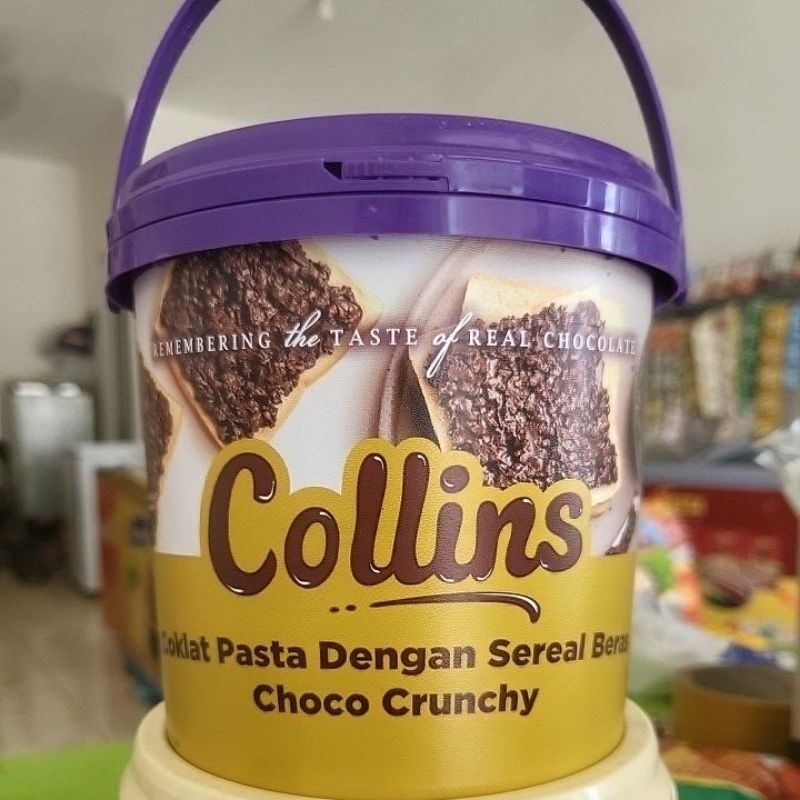 REMEMBERING the TASTE of REAL CHOCOLATE
Collins
Coklat Pasta Dengan Sereal Beras
Choco Crunchy